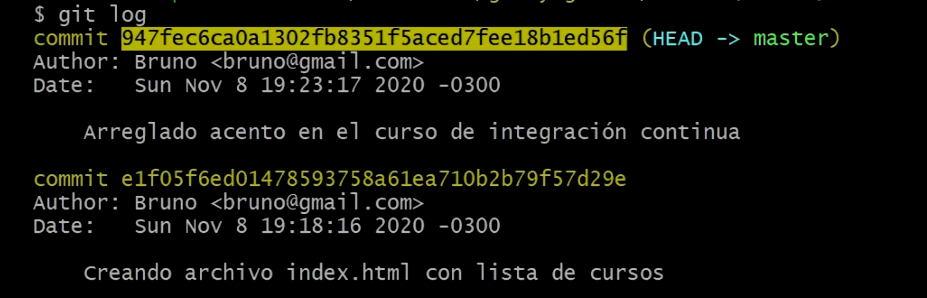 $ git log
commit 947fec6ca0a1302fb8351f5aced7fee18b1ed56f (HEAD -> master)
Author: Bruno <bruno@gmail.com>
Date:   Sun Nov 8 19:23:17 2020 -0300
Arreglado acento en el curso de integración continua
commit e1f05f6ed01478593758a61ea710b2b79f57d29e
Author: Bruno <bruno@gmail.com>
Date:   Sun Nov 8 19:18:16 2020 -0300
Creando archivo index.html con lista de cursos